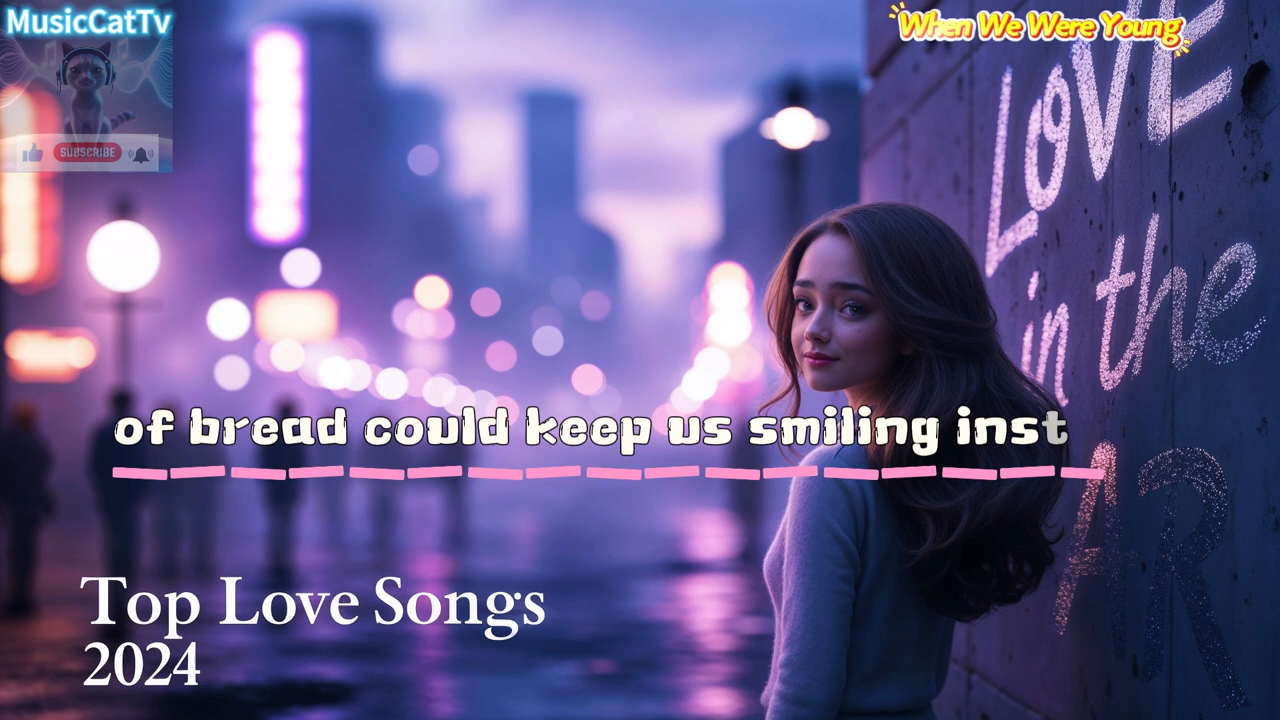 MusicCatTv
When We Were Young
SUBSCRIBE
LOVE
in the
AR
of bread could keep us smiling inst
Top Love Songs
2024